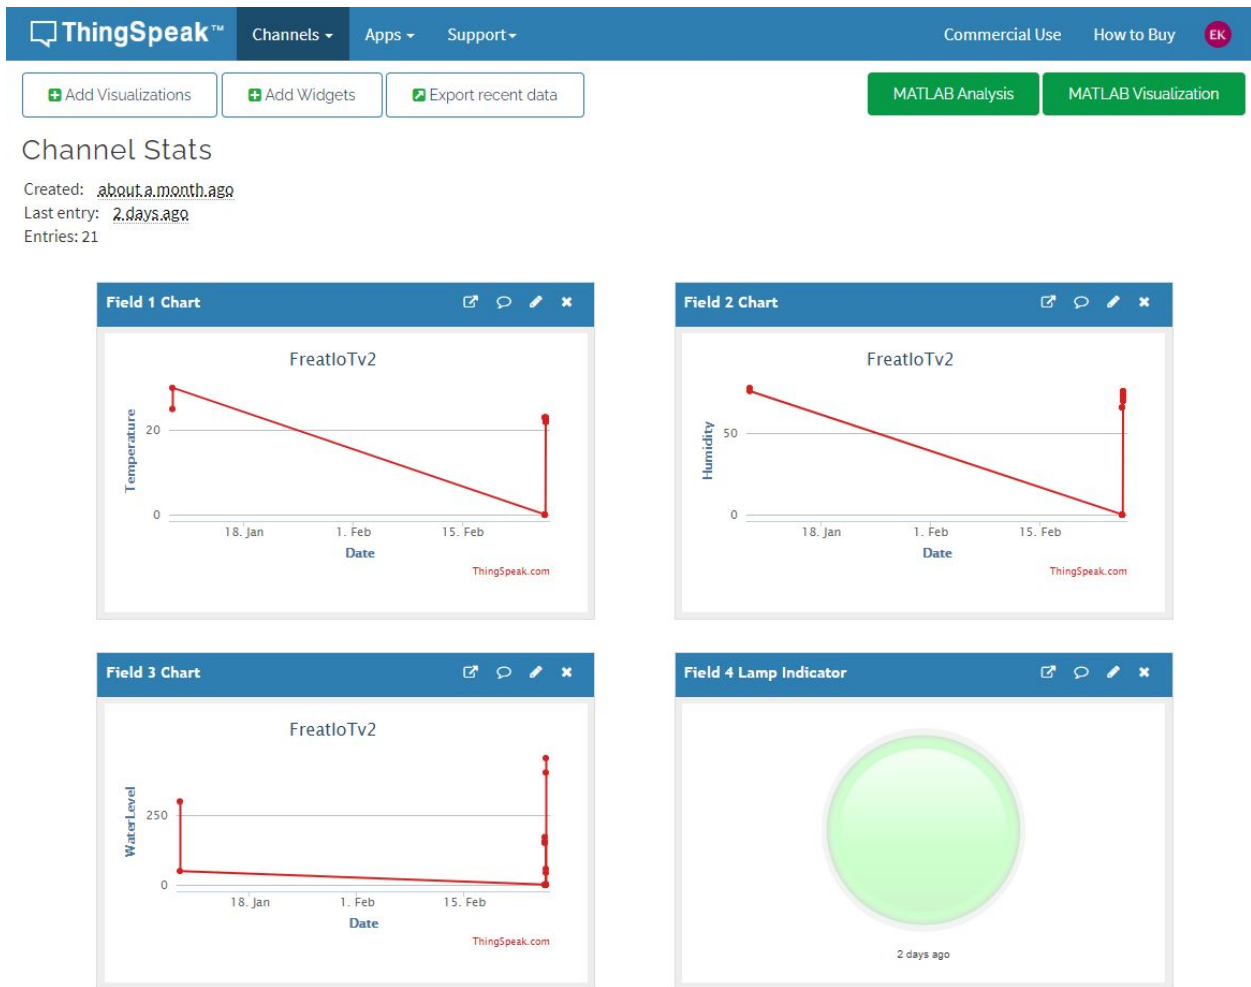 ThingSpeak™ Channels Apps Support Commercial Use How to Buy EK
Add Visualizations Add Widgets Export recent data MATLAB Analysis MATLAB Visualization
Channel Stats
Created: about a month ago
Last entry: 2 days ago
Entries: 21
Field 1 Chart
FreatIoTv2
Temperature
20
0
18. Jan 1. Feb 15. Feb
Date
ThingSpeak.com
Field 2 Chart
FreatIoTv2
Humidity
50
0
18. Jan 1. Feb 15. Feb
Date
ThingSpeak.com
Field 3 Chart
FreatIoTv2
WaterLevel
250
0
18. Jan 1. Feb 15. Feb
Date
ThingSpeak.com
Field 4 Lamp Indicator
2 days ago